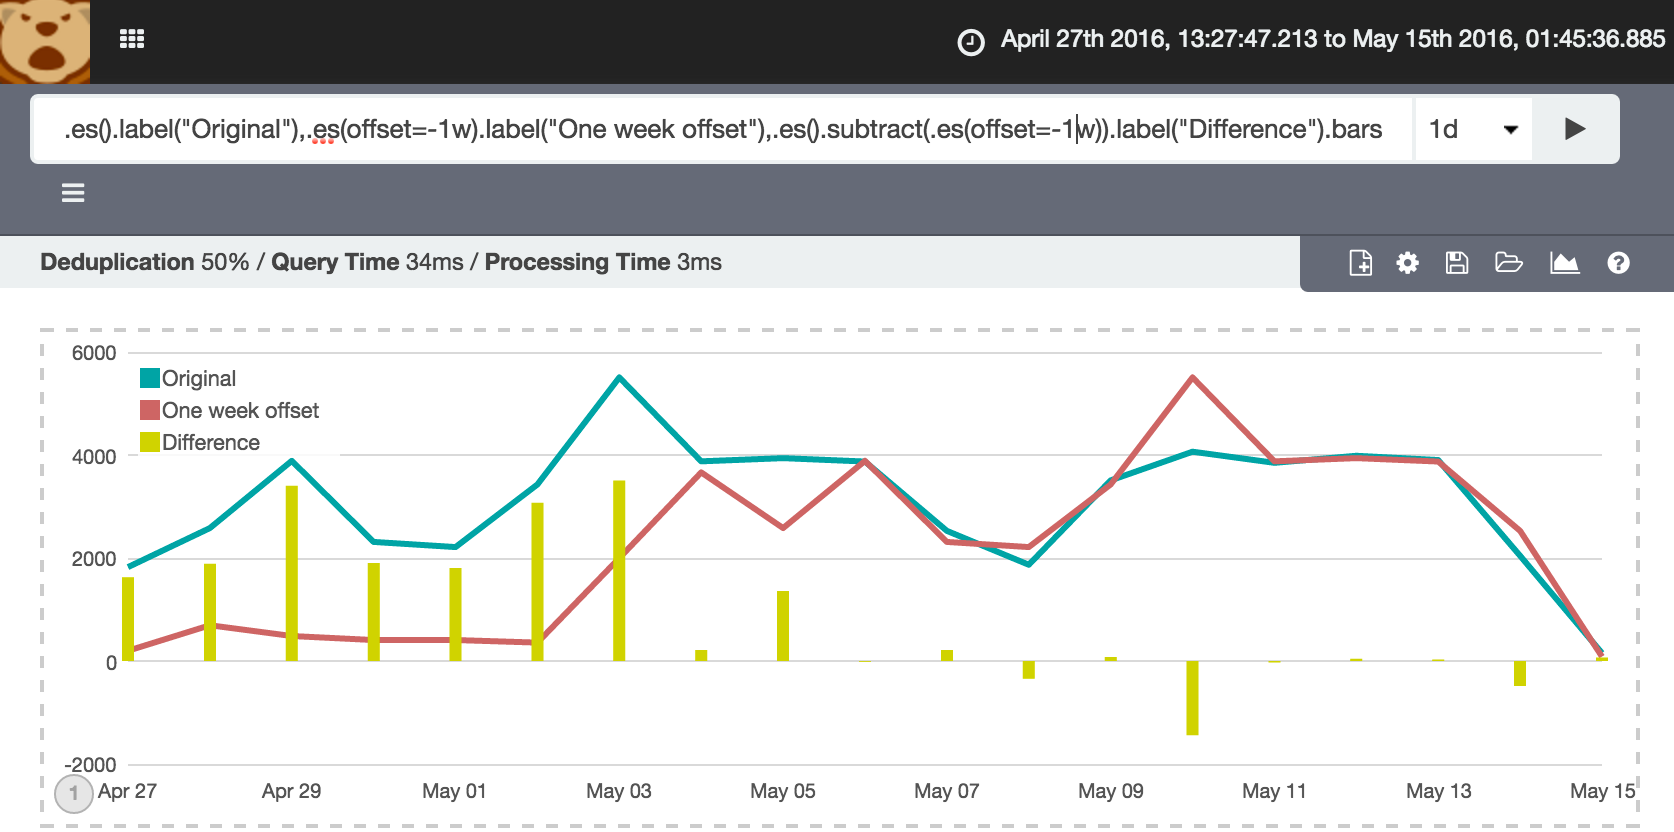 April 27th 2016, 13:27:47.213 to May 15th 2016, 01:45:36.885
.es().label("Original"),.es(offset=-1w).label("One week offset"),.es().subtract(.es(offset=-1w)).label("Difference").bars
1d
Deduplication 50% / Query Time 34ms / Processing Time 3ms
6000
Original
One week offset
Difference
4000
2000
0
-2000
1
Apr 27 Apr 29 May 01 May 03 May 05 May 07 May 09 May 11 May 13 May 15